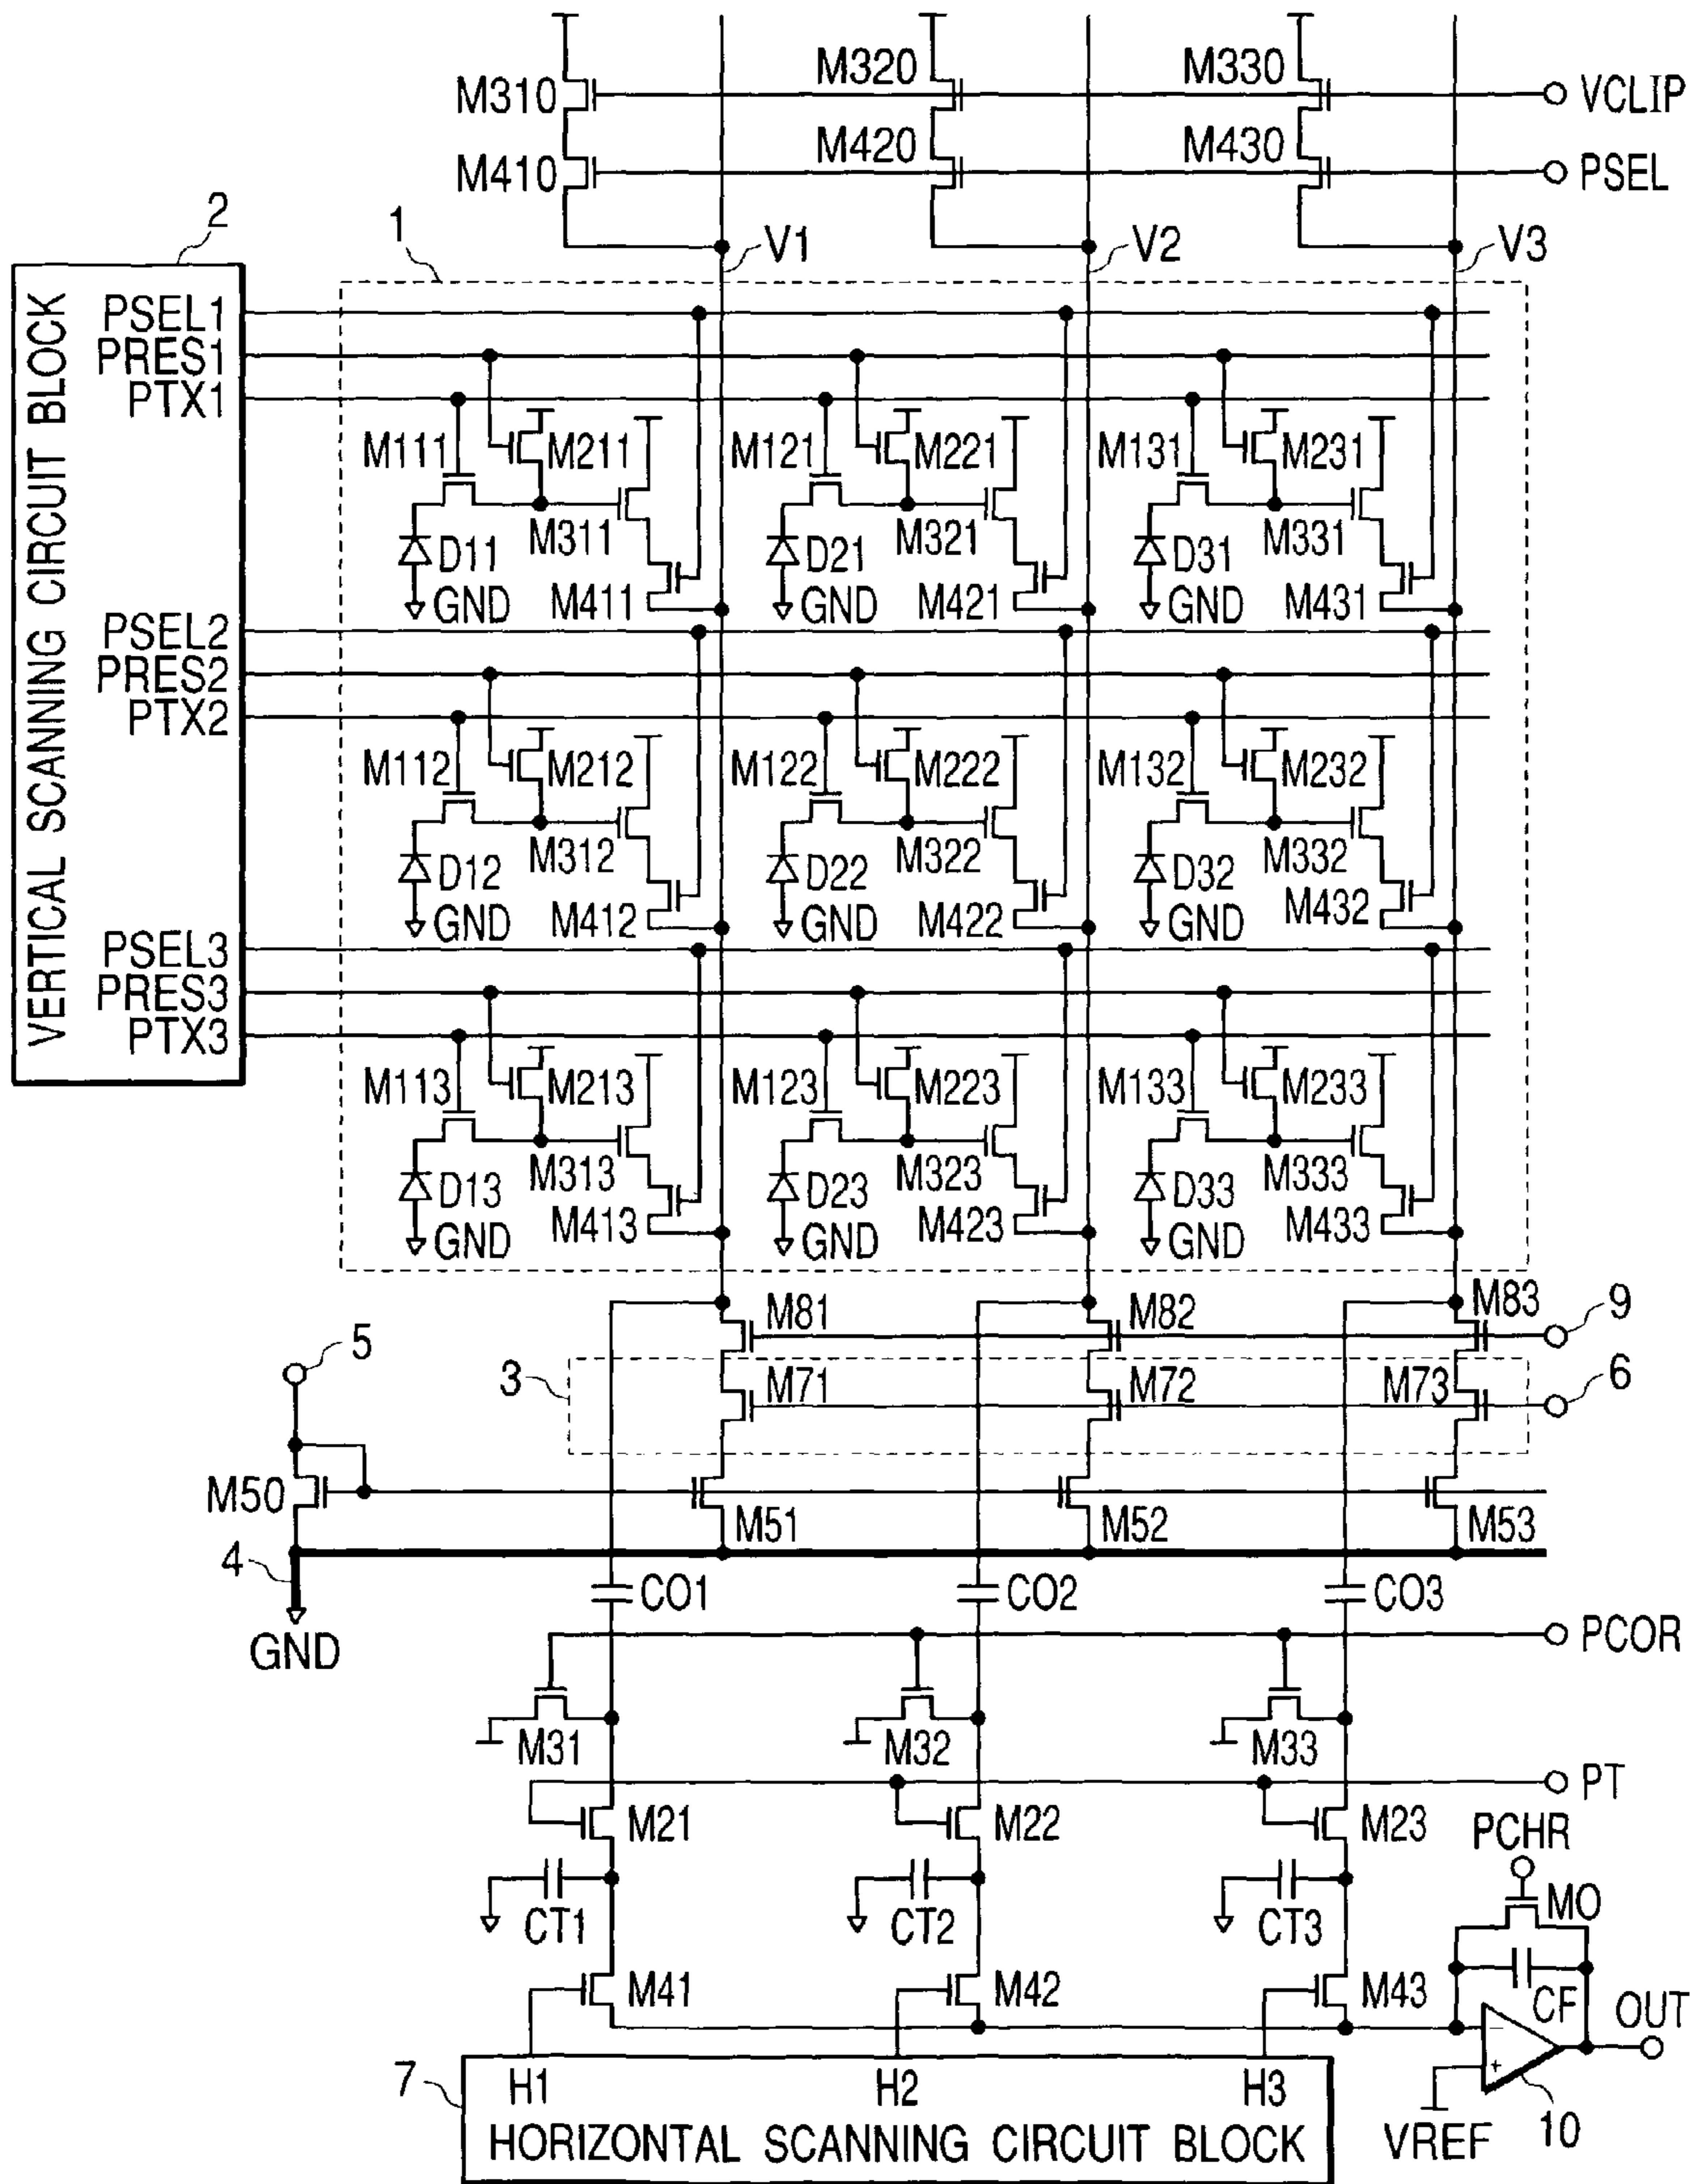 M310 M320 M330 VCLIP
M410 M420 M430 PSEL
2 1 V1 V2 V3
VERTICAL SCANNING CIRCUIT BLOCK
PSEL1
PRES1
PTX1
M111 M211 M121 M221 M131 M231
D11 M311 D21 M321 D31 M331
GND M411 GND M421 GND M431
PSEL2
PRES2
PTX2
M112 M212 M122 M222 M132 M232
D12 M312 D22 M322 D32 M332
GND M412 GND M422 GND M432
PSEL3
PRES3
PTX3
M113 M213 M123 M223 M133 M233
D13 M313 D23 M323 D33 M333
GND M413 GND M423 GND M433
M81 M82 M83 9
5 3 M71 M72 M73 6
M50 M51 M52 M53
4
GND
CO1 CO2 CO3
PCOR
M31 M32 M33
PT
M21 M22 M23 PCHR
CT1 CT2 CT3 MO
M41 M42 M43 CF OUT
− +
7 H1 H2 H3 VREF 10
HORIZONTAL SCANNING CIRCUIT BLOCK